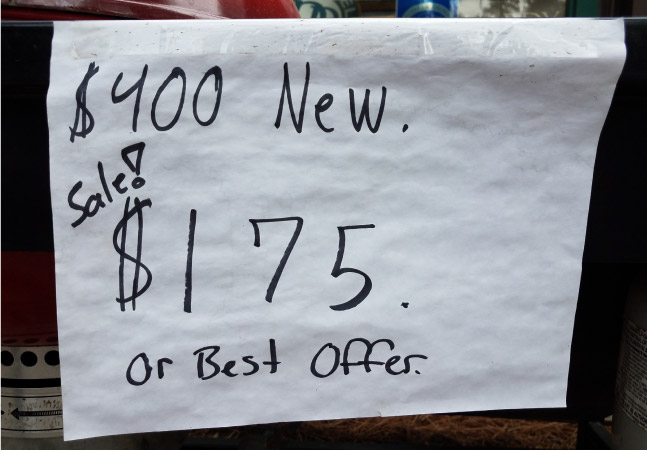 $400 New.
Sale!
$175.
Or Best Offer.